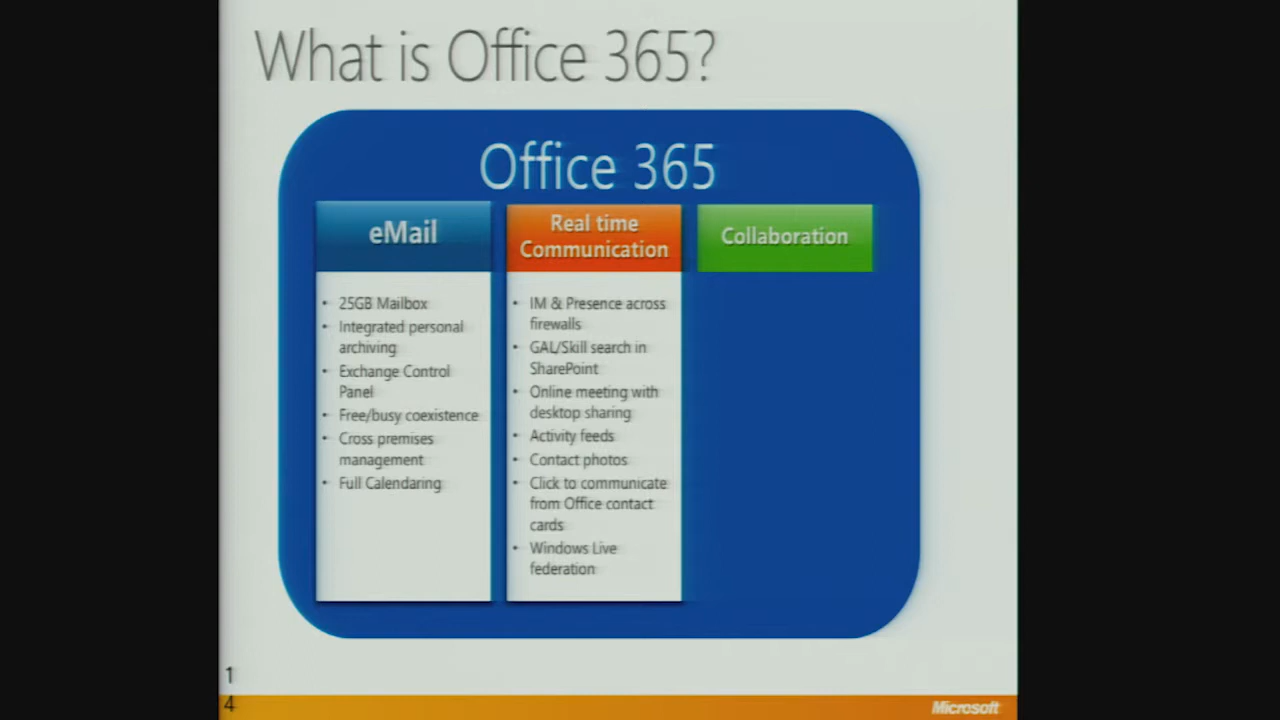 What is Office 365?
Office 365
eMail
• 25GB Mailbox
• Integrated personal
archiving
• Exchange Control
Panel
• Free/busy coexistence
• Cross premises
management
• Full Calendaring
Real time
Communication
• IM & Presence across
firewalls
• GAL/Skill search in
SharePoint
• Online meeting with
desktop sharing
• Activity feeds
• Contact photos
• Click to communicate
from Office contact
cards
• Windows Live
federation
Collaboration
1
4
Microsoft